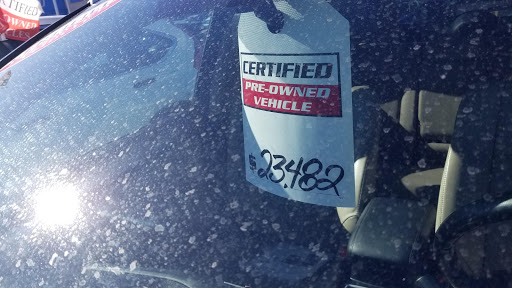 CERTIFIED
PRE-OWNED
VEHICLE
$23,482